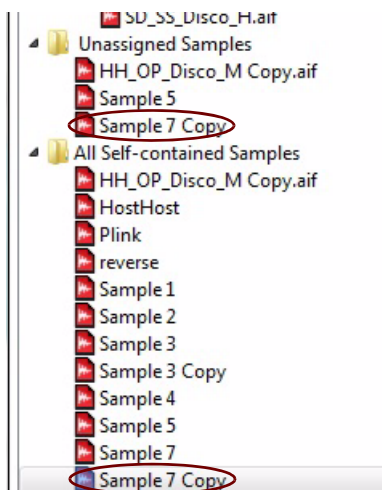 SD_SS_Disco_H.aif
Unassigned Samples
HH_OP_Disco_M Copy.aif
Sample 5
Sample 7 Copy
All Self-contained Samples
HH_OP_Disco_M Copy.aif
HostHost
Plink
reverse
Sample 1
Sample 2
Sample 3
Sample 3 Copy
Sample 4
Sample 5
Sample 7
Sample 7 Copy